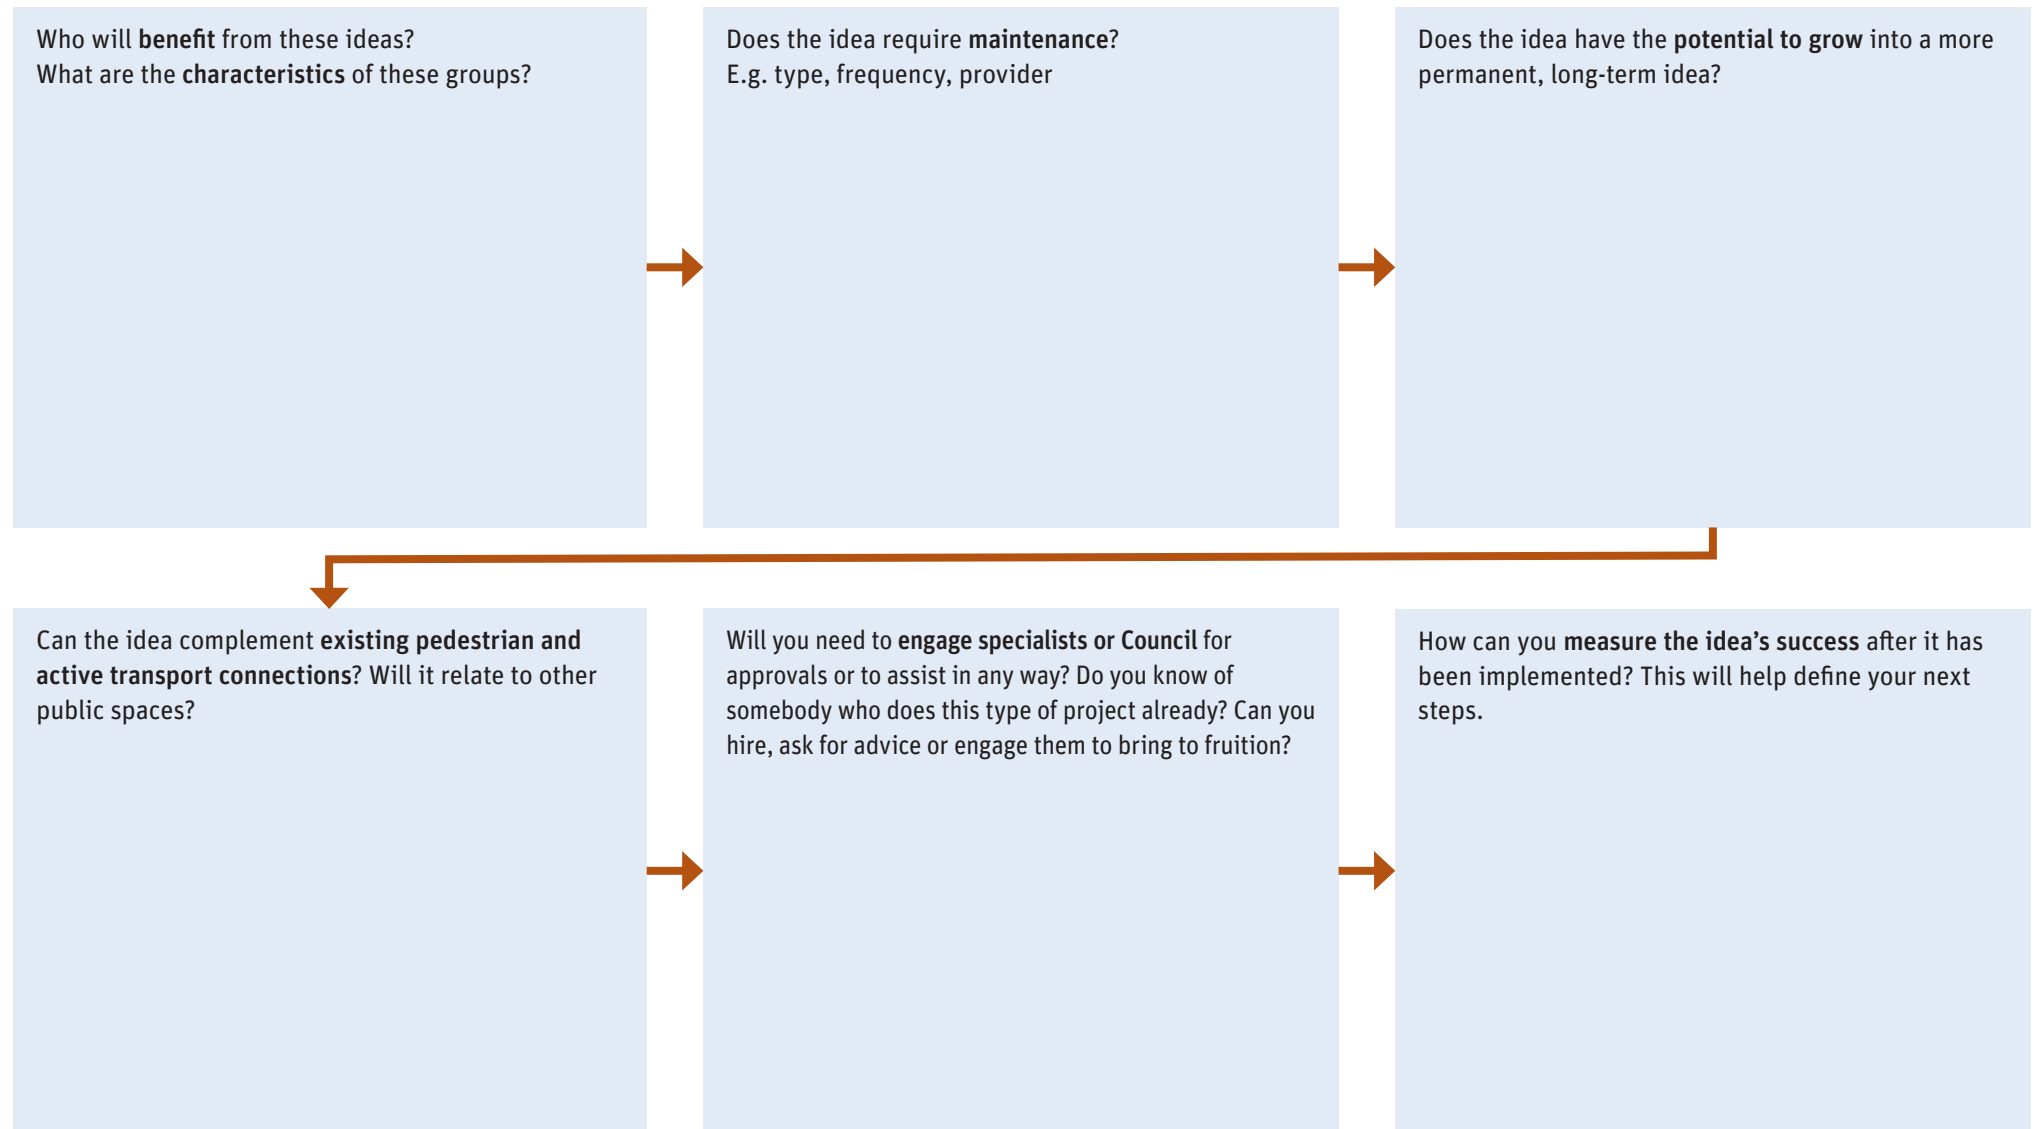 Who will benefit from these ideas?
What are the characteristics of these groups?
Does the idea require maintenance?
E.g. type, frequency, provider
Does the idea have the potential to grow into a more
permanent, long-term idea?
Can the idea complement existing pedestrian and
active transport connections? Will it relate to other
public spaces?
Will you need to engage specialists or Council for
approvals or to assist in any way? Do you know of
somebody who does this type of project already? Can you
hire, ask for advice or engage them to bring to fruition?
How can you measure the idea’s success after it has
been implemented? This will help define your next
steps.